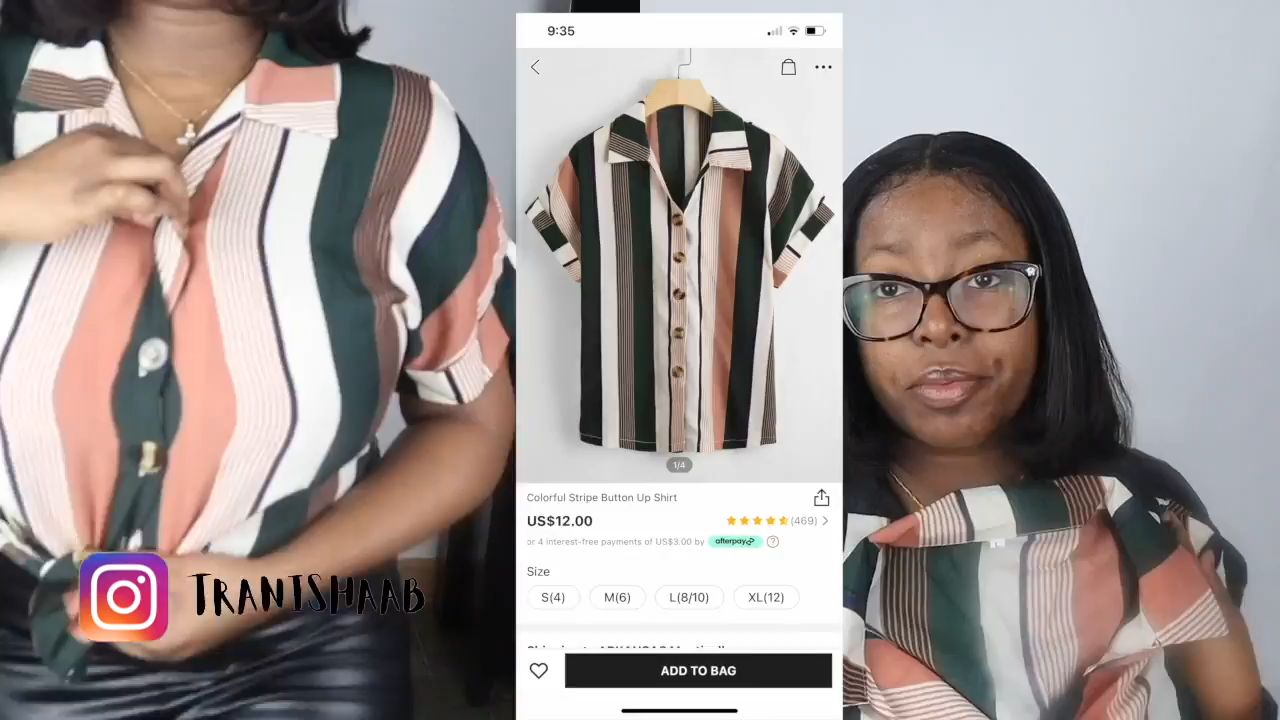 9:35
1/4
Colorful Stripe Button Up Shirt
US$12.00
(469)
or 4 interest-free payments of US$3.00 by afterpay
?
Size
S(4) M(6) L(8/10) XL(12)
ADD TO BAG
TRANISHAAB
L